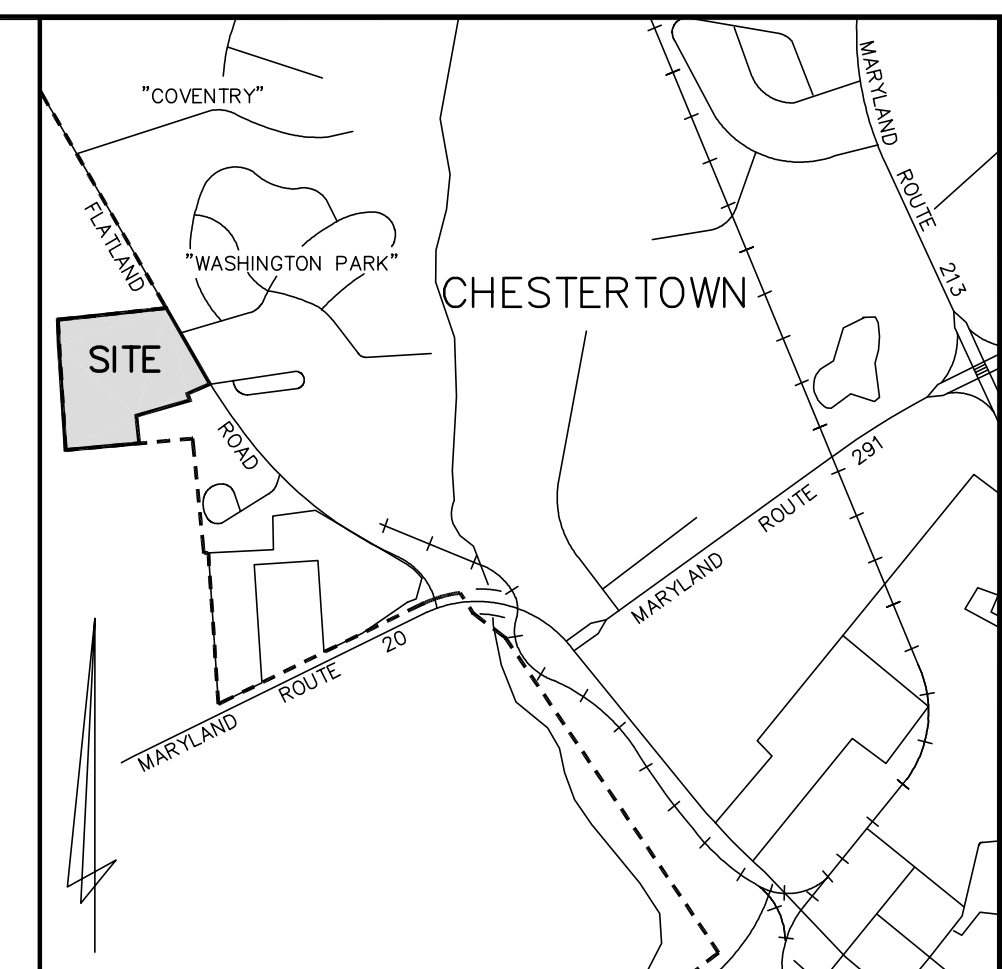 "COVENTRY"
MARYLAND ROUTE 213
FLATLAND ROAD
"WASHINGTON PARK"
CHESTERTOWN
SITE
MARYLAND ROUTE 291
MARYLAND ROUTE 20